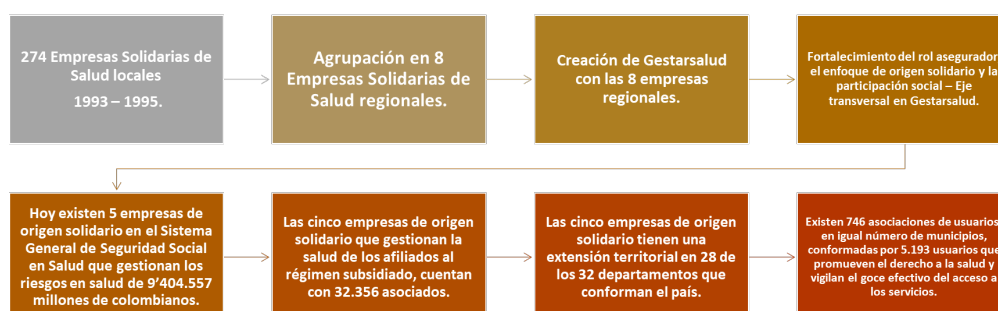 274 Empresas Solidarias de
Salud locales
1993 – 1995.
Agrupación en 8
Empresas Solidarias de
Salud regionales.
Creación de Gestarsalud
con las 8 empresas
regionales.
Fortalecimiento del rol asegurador
el enfoque de origen solidario y la
participación social – Eje
transversal en Gestarsalud.
Hoy existen 5 empresas de
origen solidario en el Sistema
General de Seguridad Social
en Salud que gestionan los
riesgos en salud de 9’404.557
millones de colombianos.
Las cinco empresas de origen
solidario que gestionan la
salud de los afiliados al
régimen subsidiado, cuentan
con 32.356 asociados.
Las cinco empresas de origen
solidario tienen una
extensión territorial en 28 de
los 32 departamentos que
conforman el país.
Existen 746 asociaciones de usuarios
en igual número de municipios,
conformadas por 5.193 usuarios que
promueven el derecho a la salud y
vigilan el goce efectivo del acceso a
los servicios.